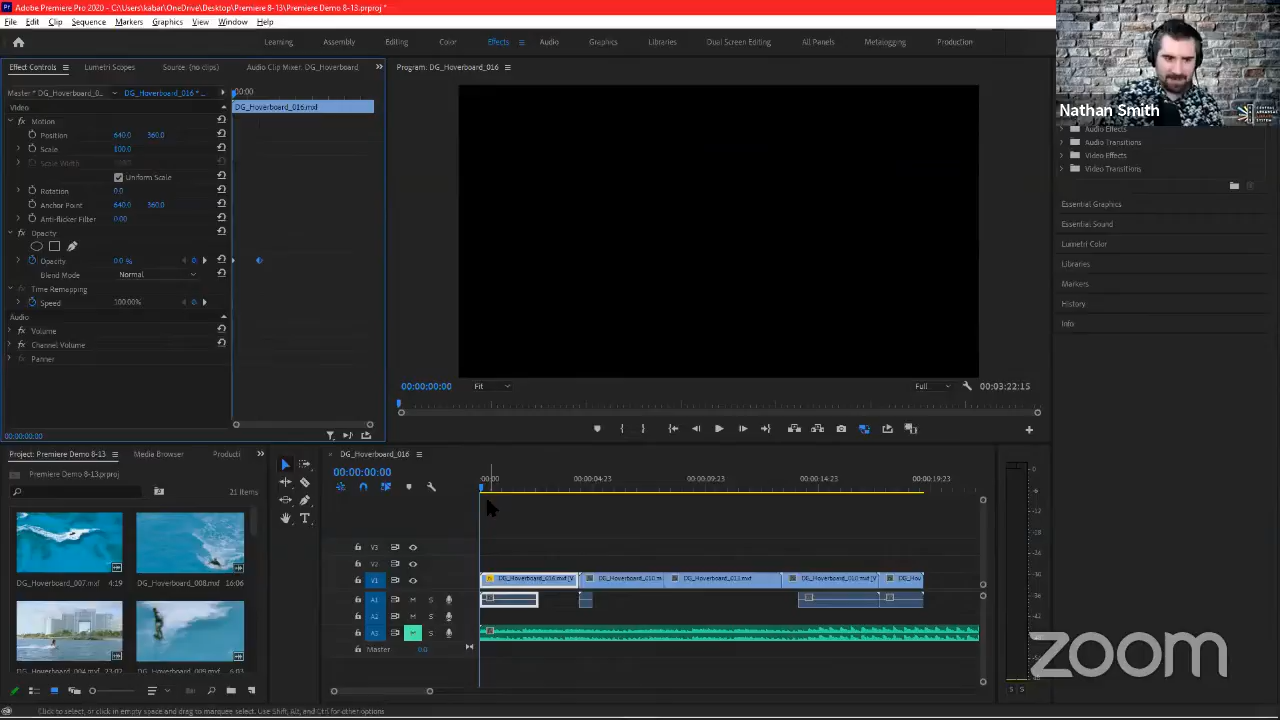 Adobe Premiere Pro 2020 - C:\Users\kabar\OneDrive\Desktop\Premiere 8-13\Premiere Demo 8-13.prproj *
File Edit Clip Sequence Markers Graphics View Window Help
Learning Assembly Editing Color Effects Audio Graphics Libraries Dual Screen Editing All Panels Metalogging Production
Effect Controls Lumetri Scopes Source: (no clips) Audio Clip Mixer: DG_Hoverboard_016 Program: DG_Hoverboard_016
Master * DG_Hoverboard_0... DG_Hoverboard_016 * ... :00:00
Video DG_Hoverboard_016.mxf
Motion
Position 640.0 360.0
Scale 100.0
Scale Width 100.0
Uniform Scale
Rotation 0.0
Anchor Point 640.0 360.0
Anti-flicker Filter 0.00
Opacity
Opacity 0.0 %
Blend Mode Normal
Time Remapping
Speed 100.00%
Audio
Volume
Channel Volume
Panner
00:00:00:00
00:00:00:00 Fit Full 00:03:22:15
Nathan Smith
Audio Effects
Audio Transitions
Video Effects
Video Transitions
Essential Graphics
Essential Sound
Lumetri Color
Libraries
Markers
History
Info
Project: Premiere Demo 8-13 Media Browser Producti
Premiere Demo 8-13.prproj
21 Items
DG_Hoverboard_007.mxf 4:19 DG_Hoverboard_008.mxf 16:06
DG_Hoverboard_004.mxf 23:02 DG_Hoverboard_009.mxf 6:03
DG_Hoverboard_016
00:00:00:00
:00:00 00:00:04:23 00:00:09:23 00:00:14:23 00:00:19:23
V3
V2
V1 DG_Hoverboard_016.mxf [V] DG_Hoverboard_010.m DG_Hoverboard_013.mxf DG_Hoverboard_010.mxf [V DG_Hov
A1 M S
A2 M S
A3 M S
Master 0.0
S S
zoom
Click to select, or click in empty space and drag to marquee select. Use Shift, Alt, and Ctrl for other options